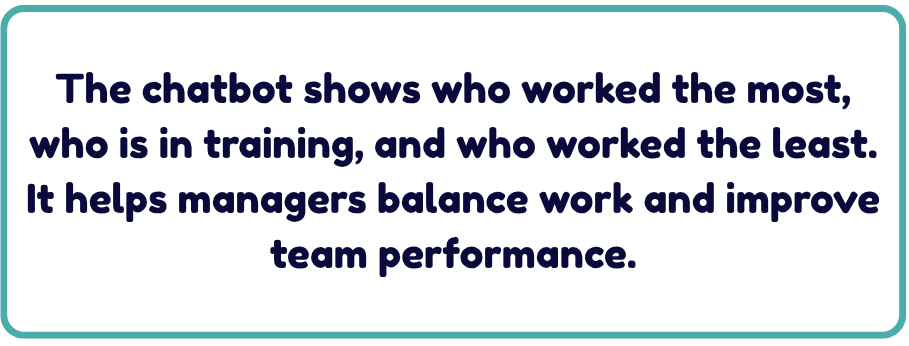 The chatbot shows who worked the most,
who is in training, and who worked the least.
It helps managers balance work and improve
team performance.